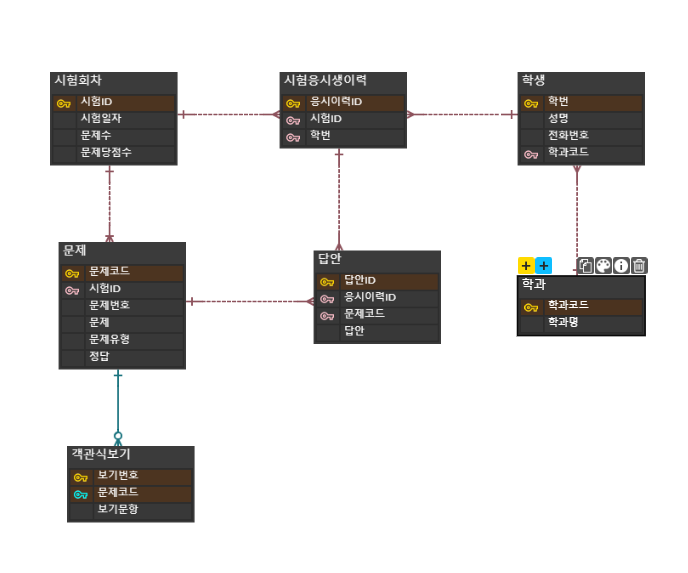 시험회차
시험ID
시험일자
문제수
문제당점수
시험응시생이력
응시이력ID
시험ID
학번
학생
학번
성명
전화번호
학과코드
문제
문제코드
시험ID
문제번호
문제
문제유형
정답
답안
답안ID
응시이력ID
문제코드
답안
학과
학과코드
학과명
객관식보기
보기번호
문제코드
보기문항